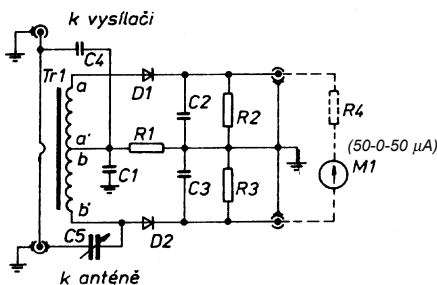 k vysílači
C4
Tr1
a
D1
C2
R2
R4
a'
b
R1
(50-0-50 μA)
M1
C1
C3
R3
b'
C5
D2
k anténě